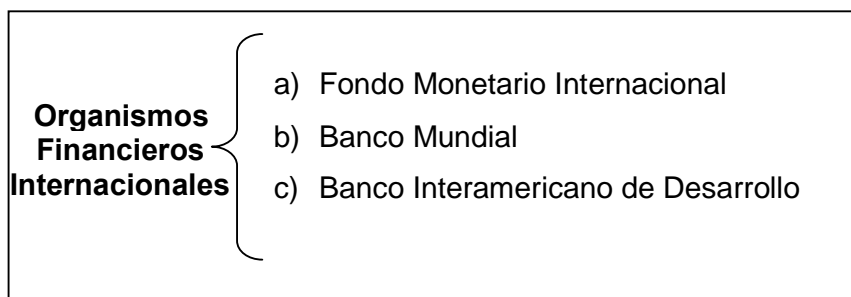 Organismos
Financieros
Internacionales
a) Fondo Monetario Internacional
b) Banco Mundial
c) Banco Interamericano de Desarrollo